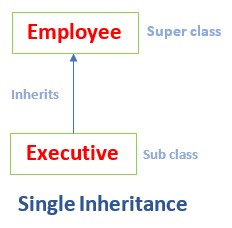 Employee
Super class
Inherits
Executive
Sub class
Single Inheritance